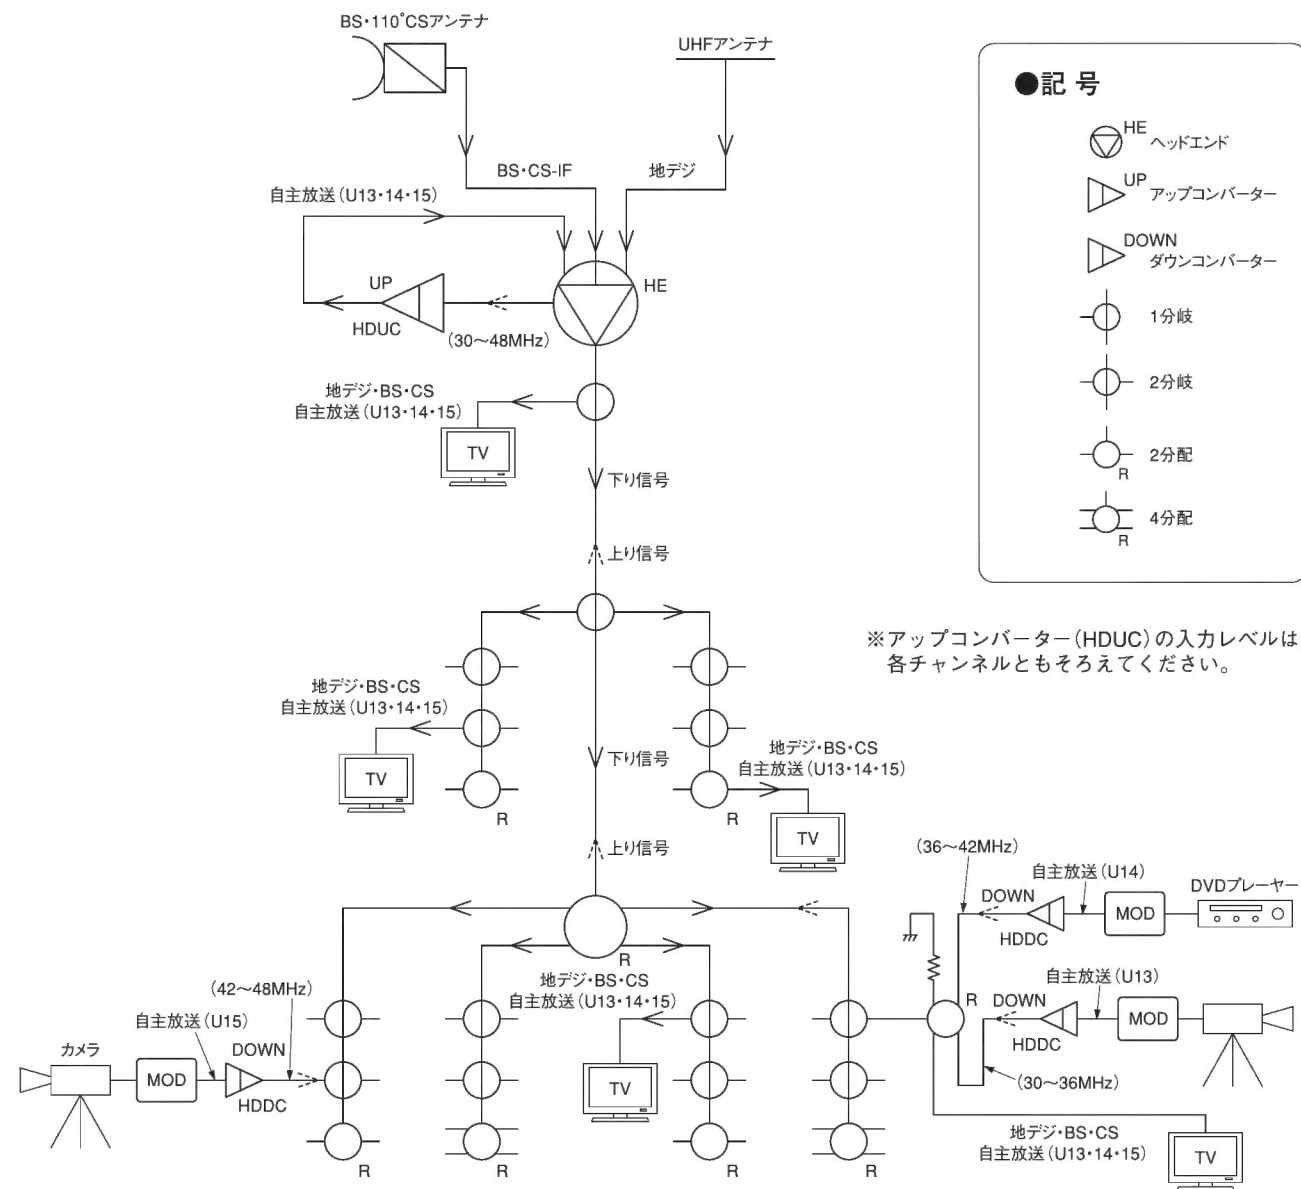 BS・110°CSアンテナ
UHFアンテナ
BS・CS-IF
地デジ
自主放送(U13・14・15)
UP
HE
HDUC
(30～48MHz)
地デジ・BS・CS
自主放送(U13・14・15)
TV
下り信号
上り信号
●記号
HE
ヘッドエンド
UP
アップコンバーター
DOWN
ダウンコンバーター
1分岐
2分岐
2分配
R
4分配
R
※アップコンバーター(HDUC)の入力レベルは
各チャンネルともそろえてください。
地デジ・BS・CS
自主放送(U13・14・15)
TV
R
下り信号
地デジ・BS・CS
自主放送(U13・14・15)
R
TV
上り信号
R
(36～42MHz)
自主放送(U14)
DVDプレーヤー
DOWN
MOD
HDDC
地デジ・BS・CS
自主放送(U13・14・15)
TV
自主放送(U13)
R
DOWN
MOD
HDDC
(30～36MHz)
(42～48MHz)
自主放送(U15)
カメラ
DOWN
MOD
HDDC
R
R
R
R
地デジ・BS・CS
自主放送(U13・14・15)
TV